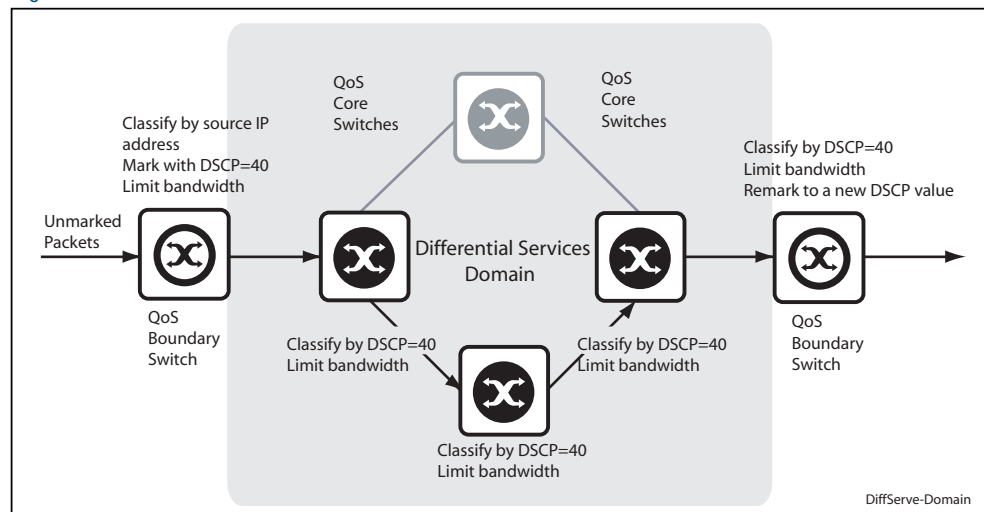 QoS
Core
Switches
QoS
Core
Switches
Classify by source IP
address
Mark with DSCP=40
Limit bandwidth
Classify by DSCP=40
Limit bandwidth
Remark to a new DSCP value
Unmarked
Packets
Differential Services
Domain
QoS
Boundary
Switch
Classify by DSCP=40
Limit bandwidth
Classify by DSCP=40
Limit bandwidth
QoS
Boundary
Switch
Classify by DSCP=40
Limit bandwidth
DiffServe-Domain